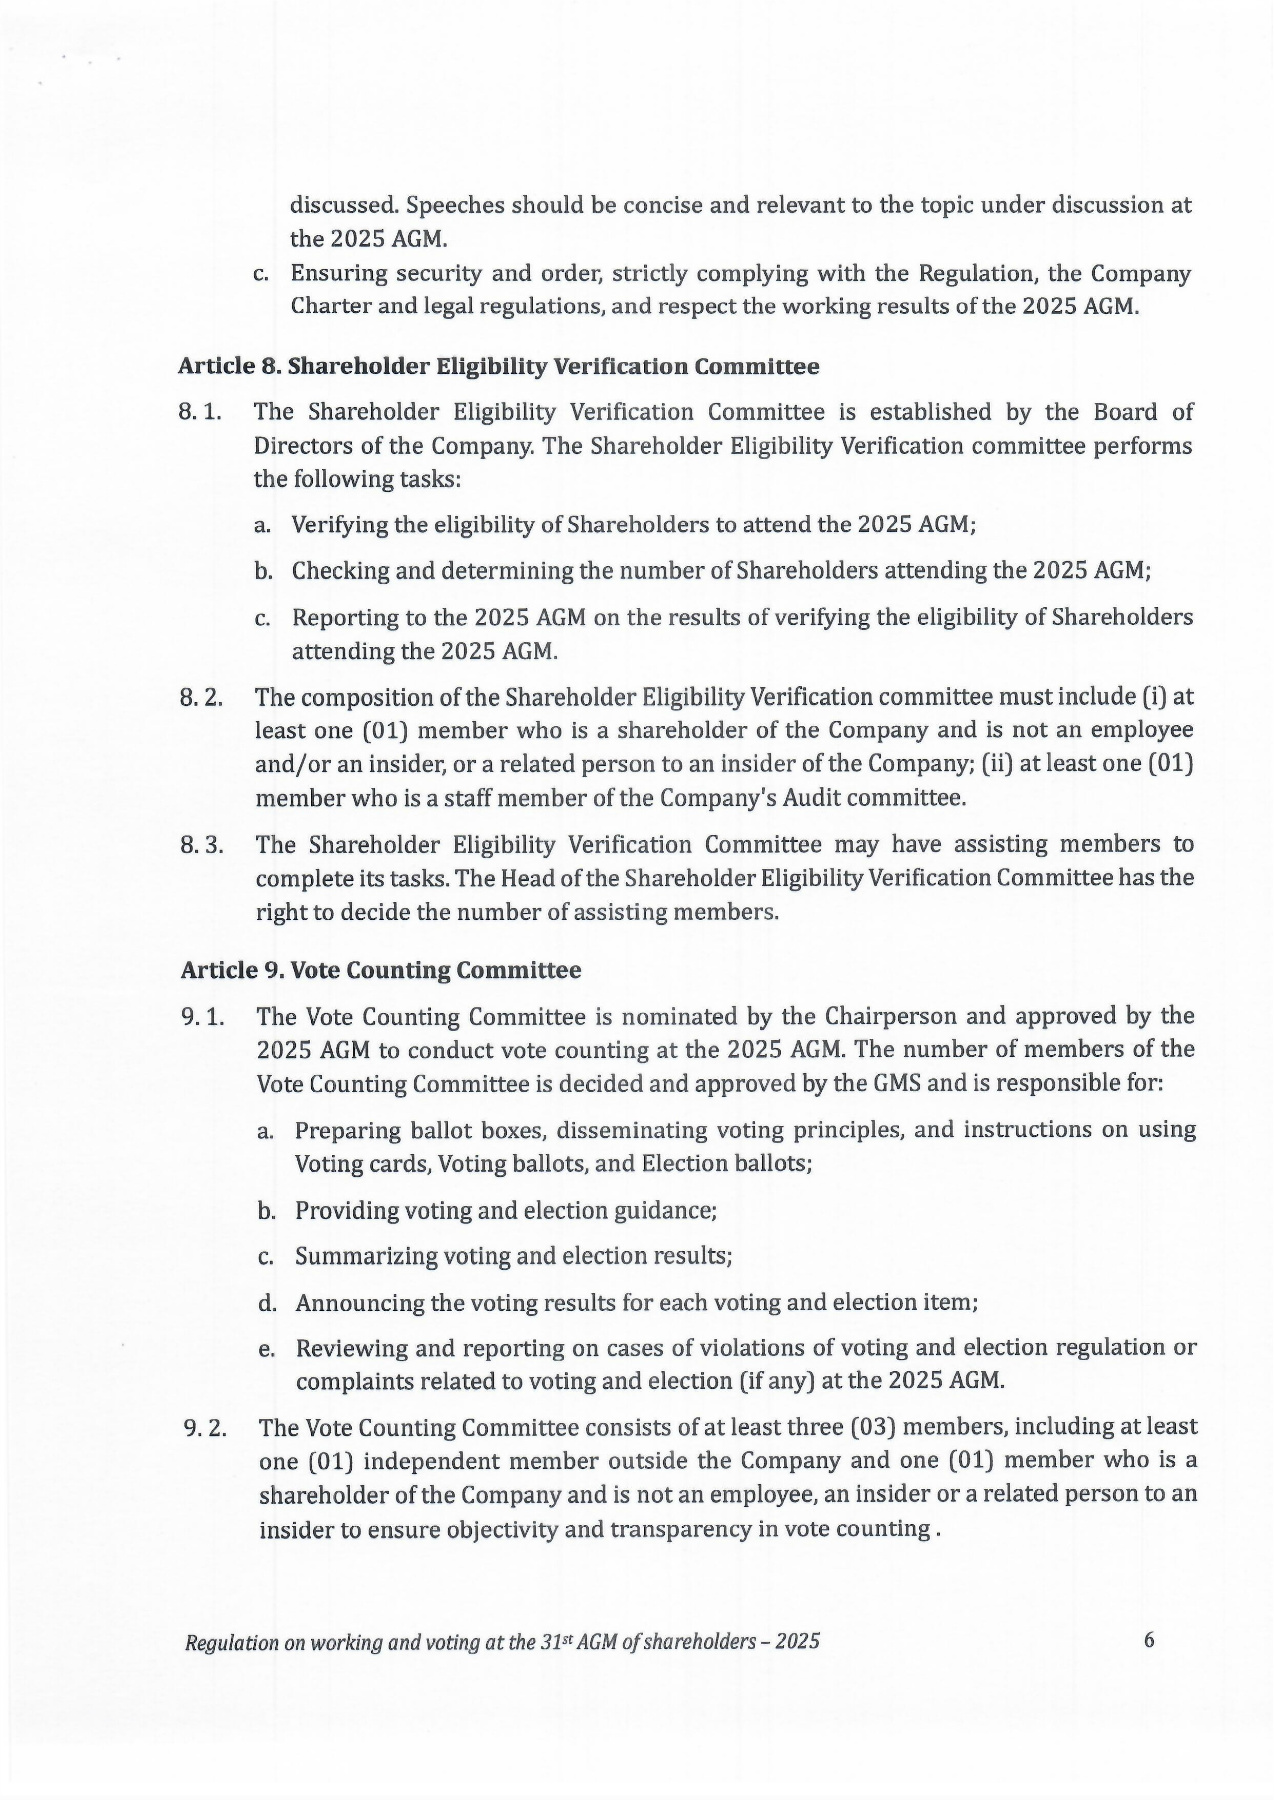 discussed. Speeches should be concise and relevant to the topic under discussion at
the 2025 AGM.
c. Ensuring security and order, strictly complying with the Regulation, the Company
Charter and legal regulations, and respect the working results of the 2025 AGM.
Article 8. Shareholder Eligibility Verification Committee
8. 1. The Shareholder Eligibility Verification Committee is established by the Board of
Directors of the Company. The Shareholder Eligibility Verification committee performs
the following tasks:
a. Verifying the eligibility of Shareholders to attend the 2025 AGM;
b. Checking and determining the number of Shareholders attending the 2025 AGM;
c. Reporting to the 2025 AGM on the results of verifying the eligibility of Shareholders
attending the 2025 AGM.
8. 2. The composition of the Shareholder Eligibility Verification committee must include (i) at
least one (01) member who is a shareholder of the Company and is not an employee
and/or an insider, or a related person to an insider of the Company; (ii) at least one (01)
member who is a staff member of the Company's Audit committee.
8. 3. The Shareholder Eligibility Verification Committee may have assisting members to
complete its tasks. The Head of the Shareholder Eligibility Verification Committee has the
right to decide the number of assisting members.
Article 9. Vote Counting Committee
9. 1. The Vote Counting Committee is nominated by the Chairperson and approved by the
2025 AGM to conduct vote counting at the 2025 AGM. The number of members of the
Vote Counting Committee is decided and approved by the GMS and is responsible for:
a. Preparing ballot boxes, disseminating voting principles, and instructions on using
Voting cards, Voting ballots, and Election ballots;
b. Providing voting and election guidance;
c. Summarizing voting and election results;
d. Announcing the voting results for each voting and election item;
e. Reviewing and reporting on cases of violations of voting and election regulation or
complaints related to voting and election (if any) at the 2025 AGM.
9. 2. The Vote Counting Committee consists of at least three (03) members, including at least
one (01) independent member outside the Company and one (01) member who is a
shareholder of the Company and is not an employee, an insider or a related person to an
insider to ensure objectivity and transparency in vote counting .
Regulation on working and voting at the 31st AGM of shareholders – 2025 6